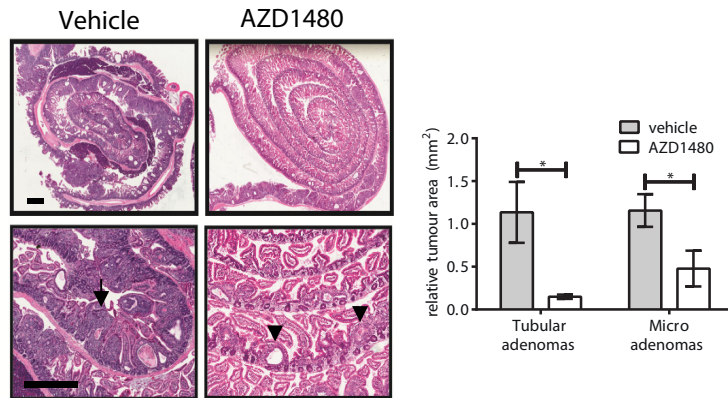 Vehicle
AZD1480
vehicle
AZD1480
relative tumour area (mm²)
2.0
1.5
1.0
0.5
0.0
*
*
Tubular
adenomas
Micro
adenomas